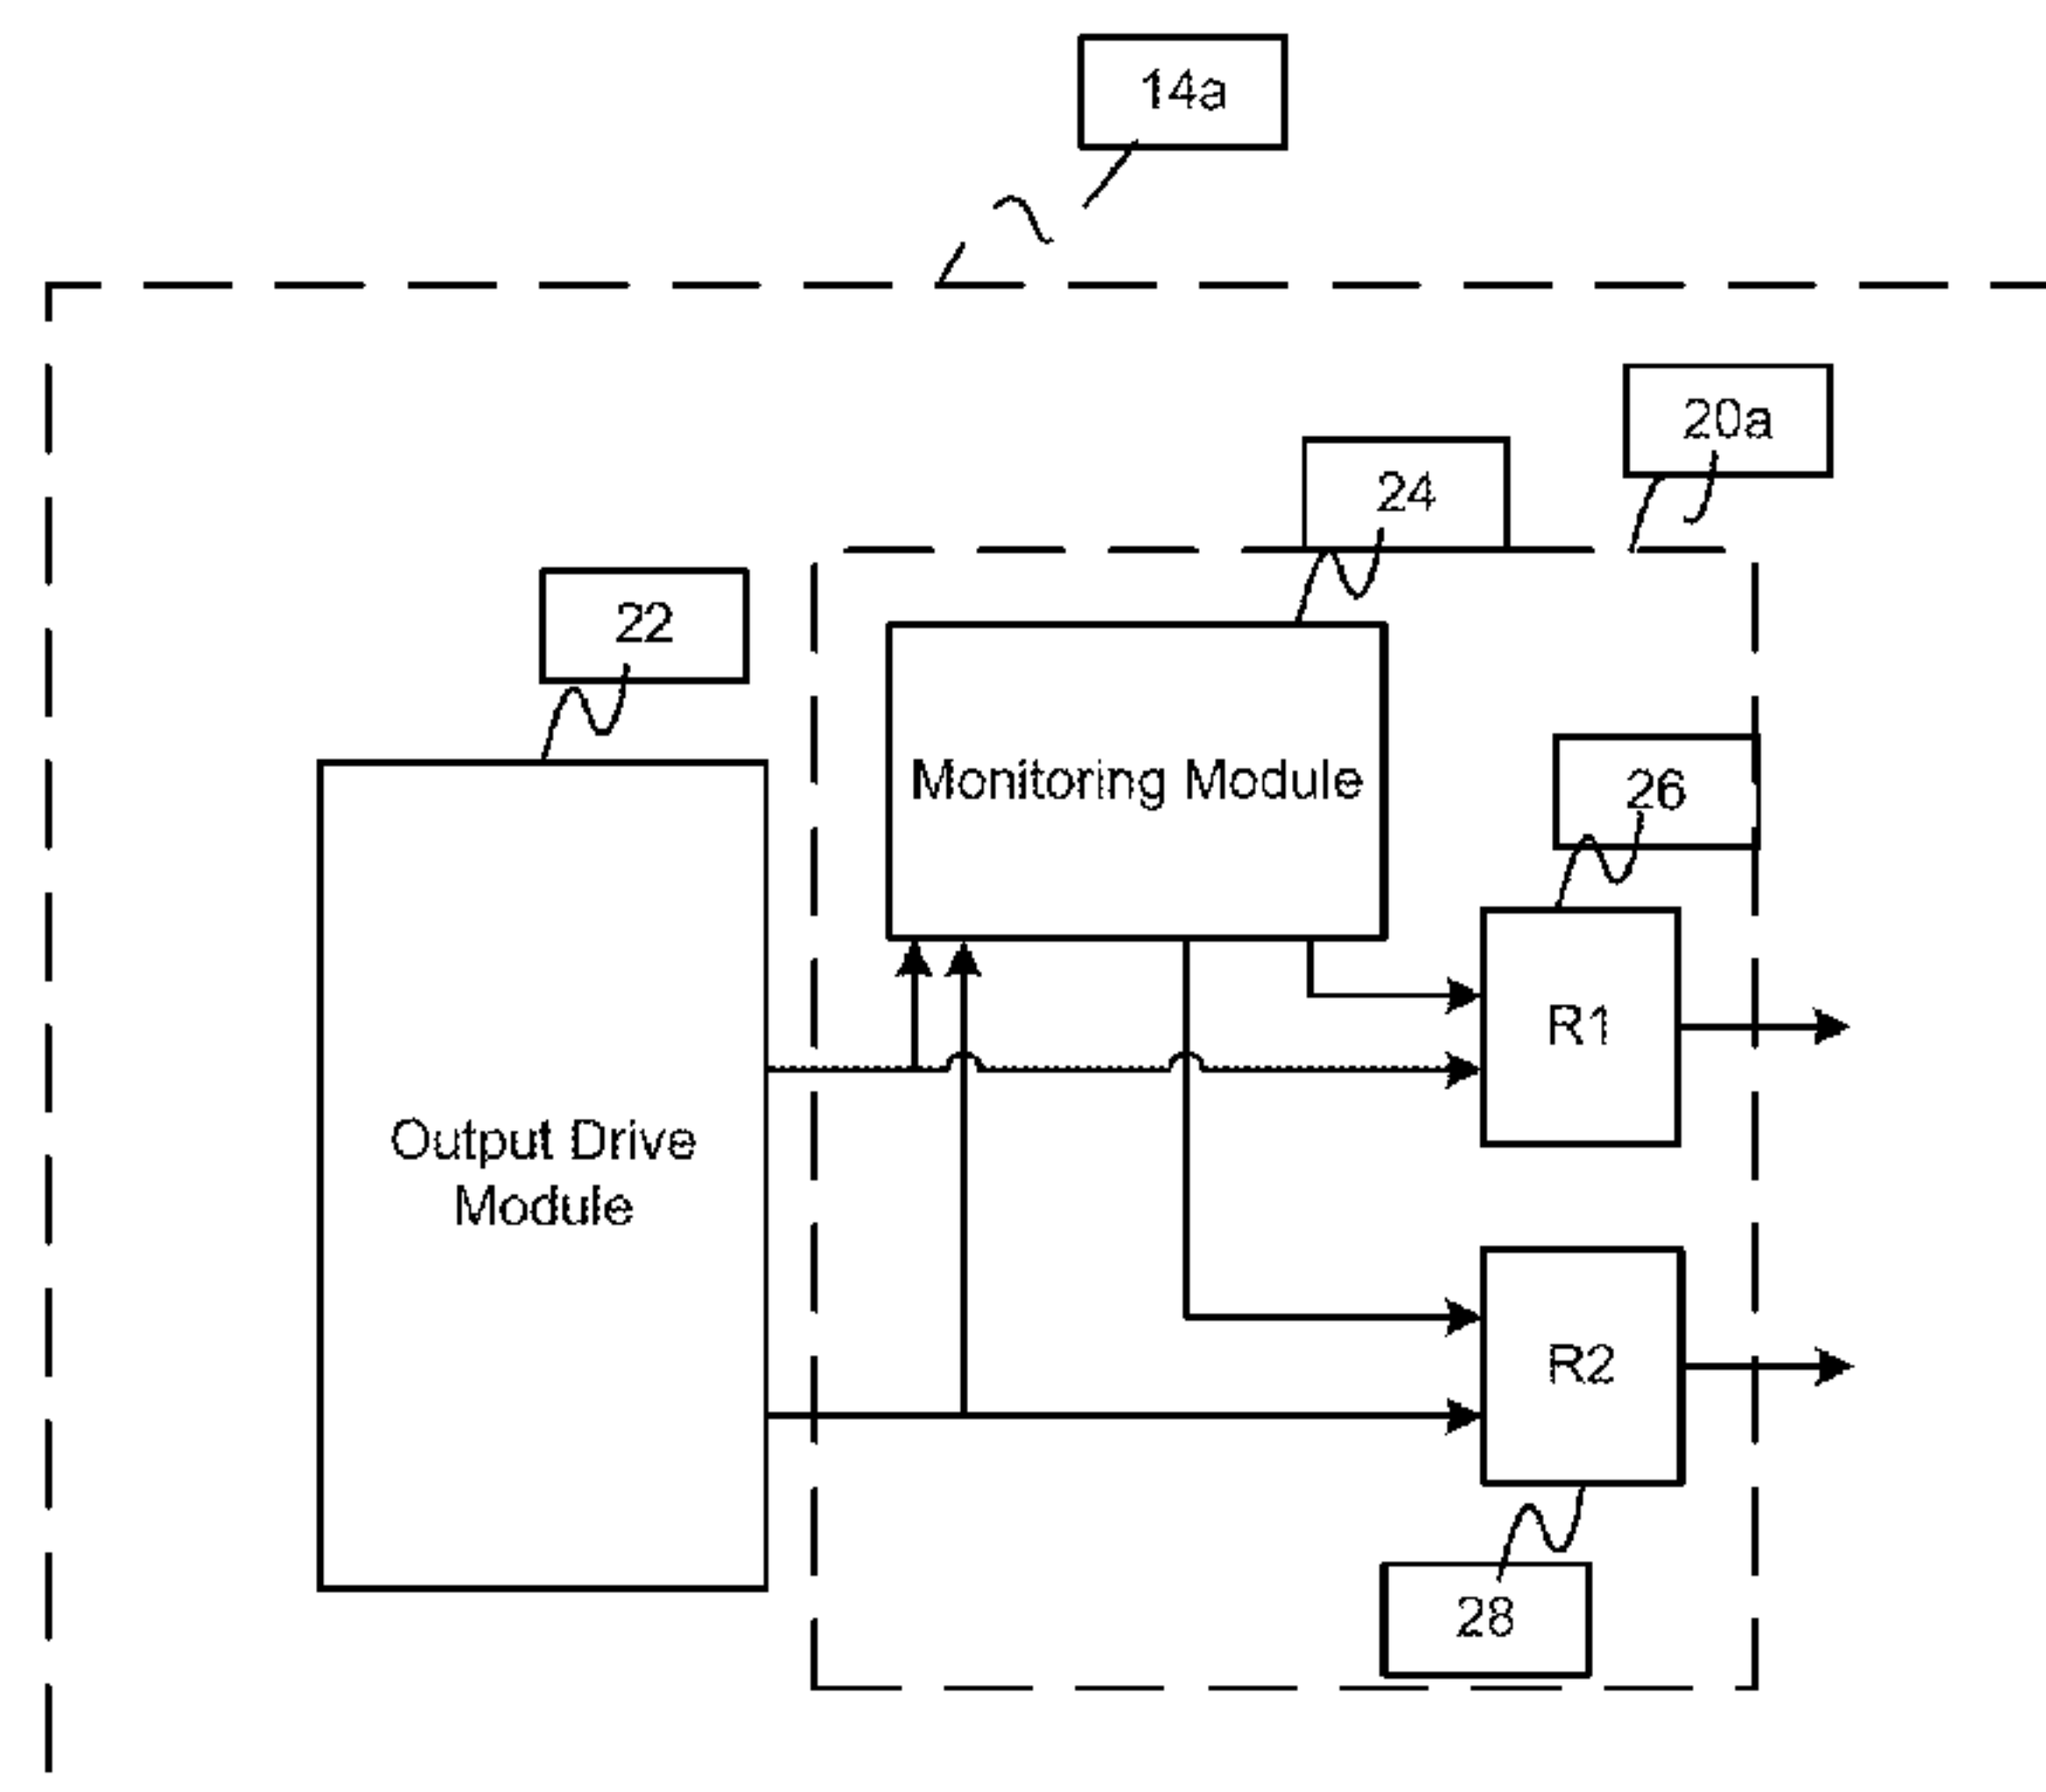 14a
20a
24
22
Monitoring Module
26
R1
Output Drive
Module
R2
28